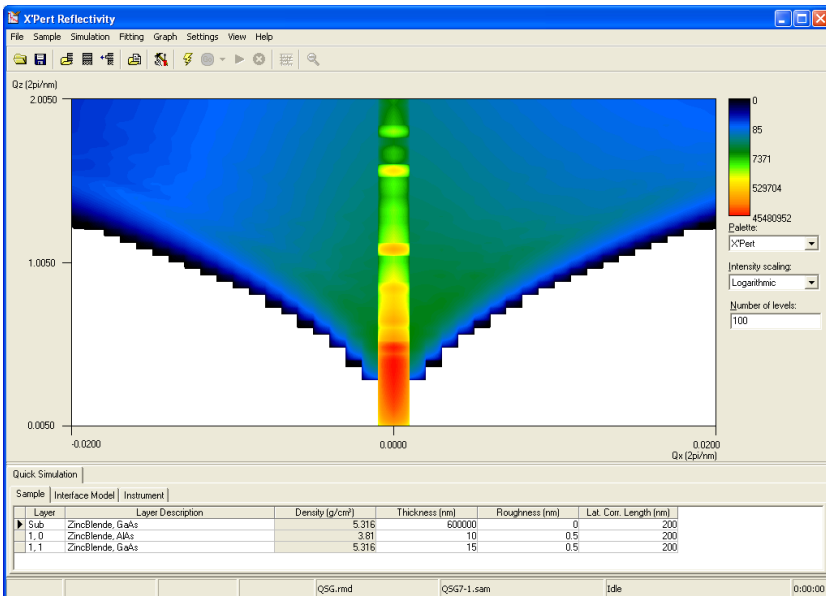 X'Pert Reflectivity
File Sample Simulation Fitting Graph Settings View Help
Qz (2pi/nm)
2.0050
1.0050
0.0050
-0.0200
0.0000
0.0200
Qx (2pi/nm)
0
85
7371
529704
45480952
Palette:
X'Pert
Intensity scaling:
Logarithmic
Number of levels:
100
Quick Simulation
Sample Interface Model Instrument
Layer Layer Description Density (g/cm³) Thickness (nm) Roughness (nm) Lat. Corr. Length (nm)
Sub ZincBlende, GaAs 5.316 600000 0 200
1, 0 ZincBlende, AlAs 3.81 10 0.5 200
1, 1 ZincBlende, GaAs 5.316 15 0.5 200
QSG.rmd QSG7-1.sam Idle 0:00:00